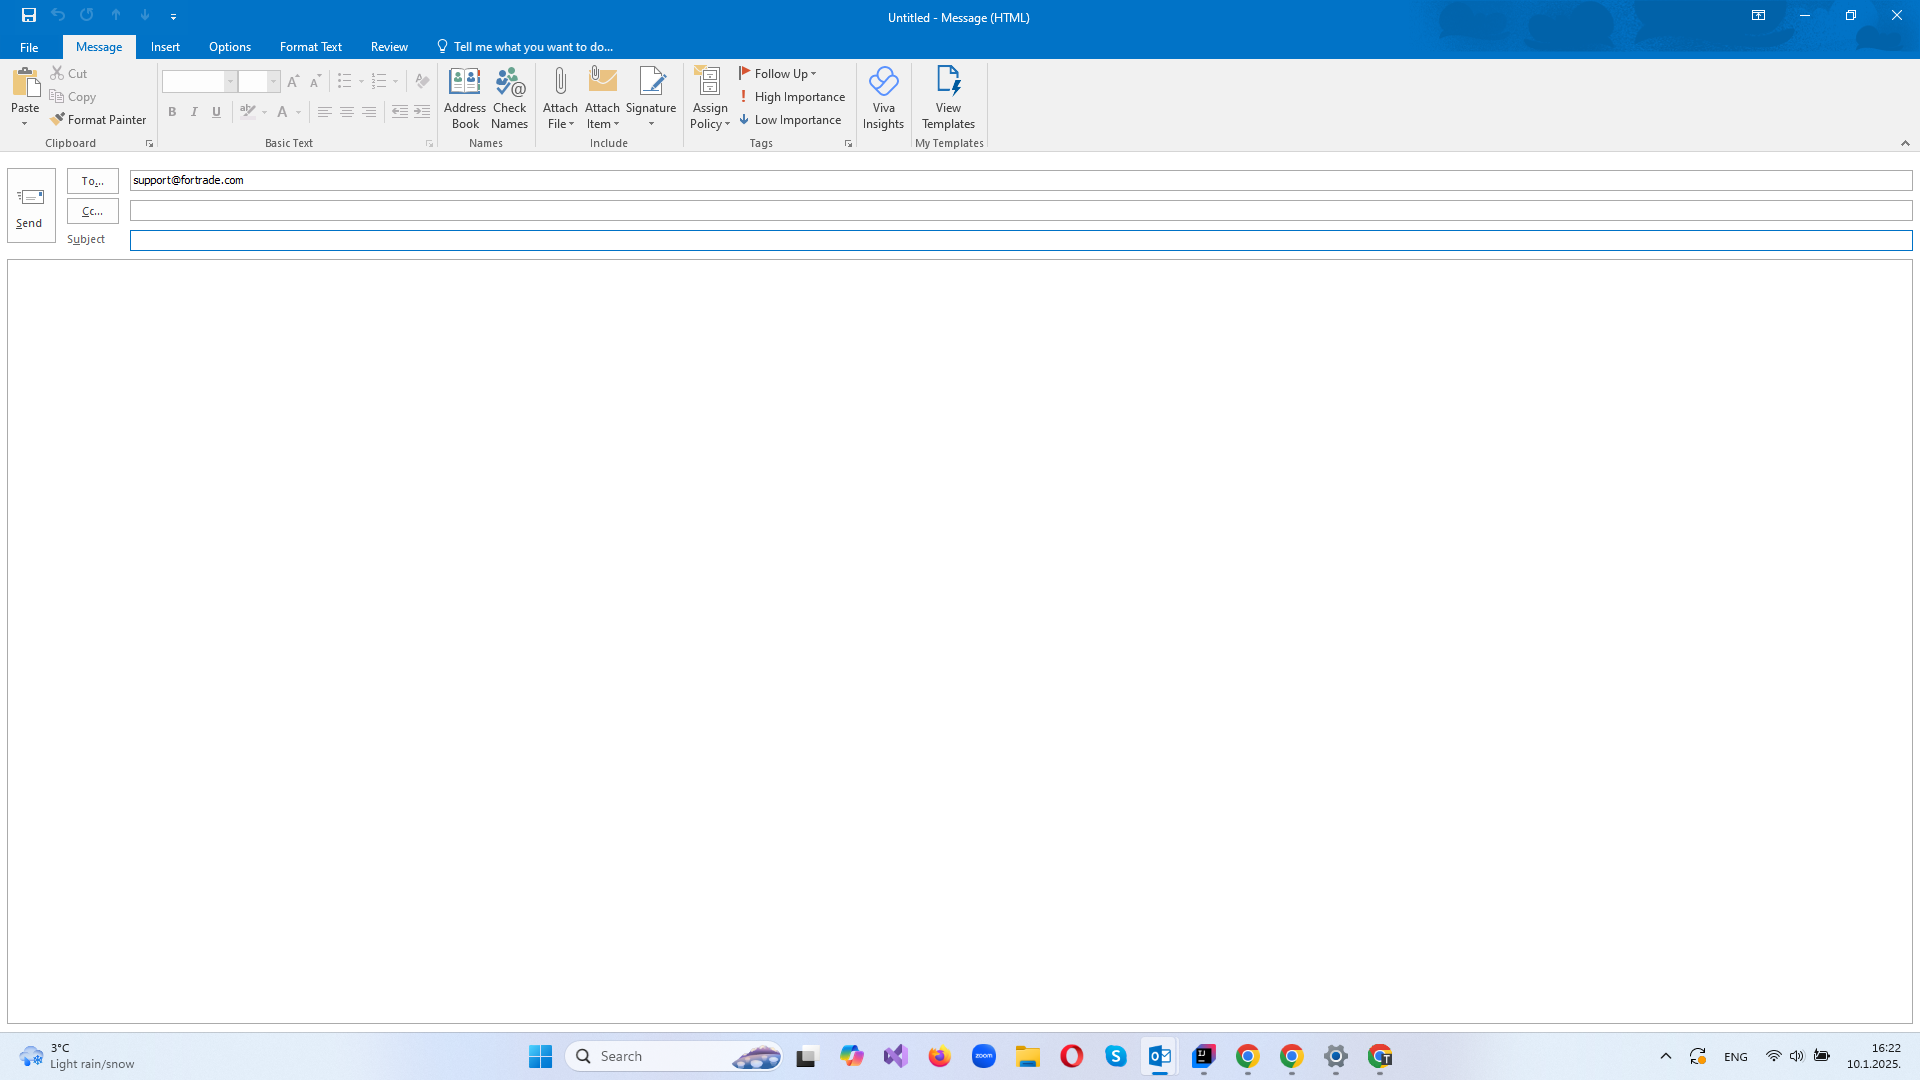 Untitled - Message (HTML)
File
Message
Insert
Options
Format Text
Review
Tell me what you want to do...
Paste
Cut
Copy
Format Painter
Clipboard
B I U
A
Basic Text
Address Book
Check Names
Names
Attach File
Attach Item
Signature
Include
Assign Policy
Follow Up
High Importance
Low Importance
Tags
Viva Insights
View Templates
My Templates
Send
To...
support@fortrade.com
Cc...
Subject
3°C
Light rain/snow
Search
zoom
ENG
16:22
10.1.2025.